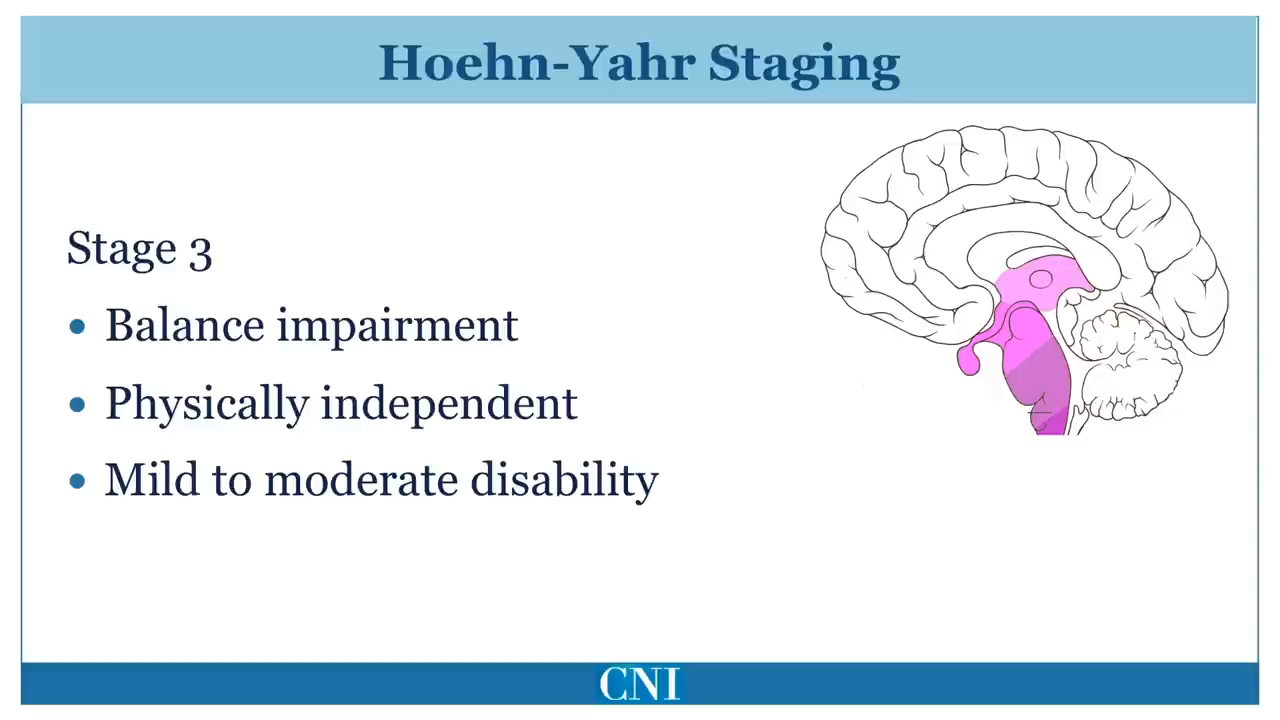 Hoehn-Yahr Staging
Stage 3
• Balance impairment
• Physically independent
• Mild to moderate disability
CNI